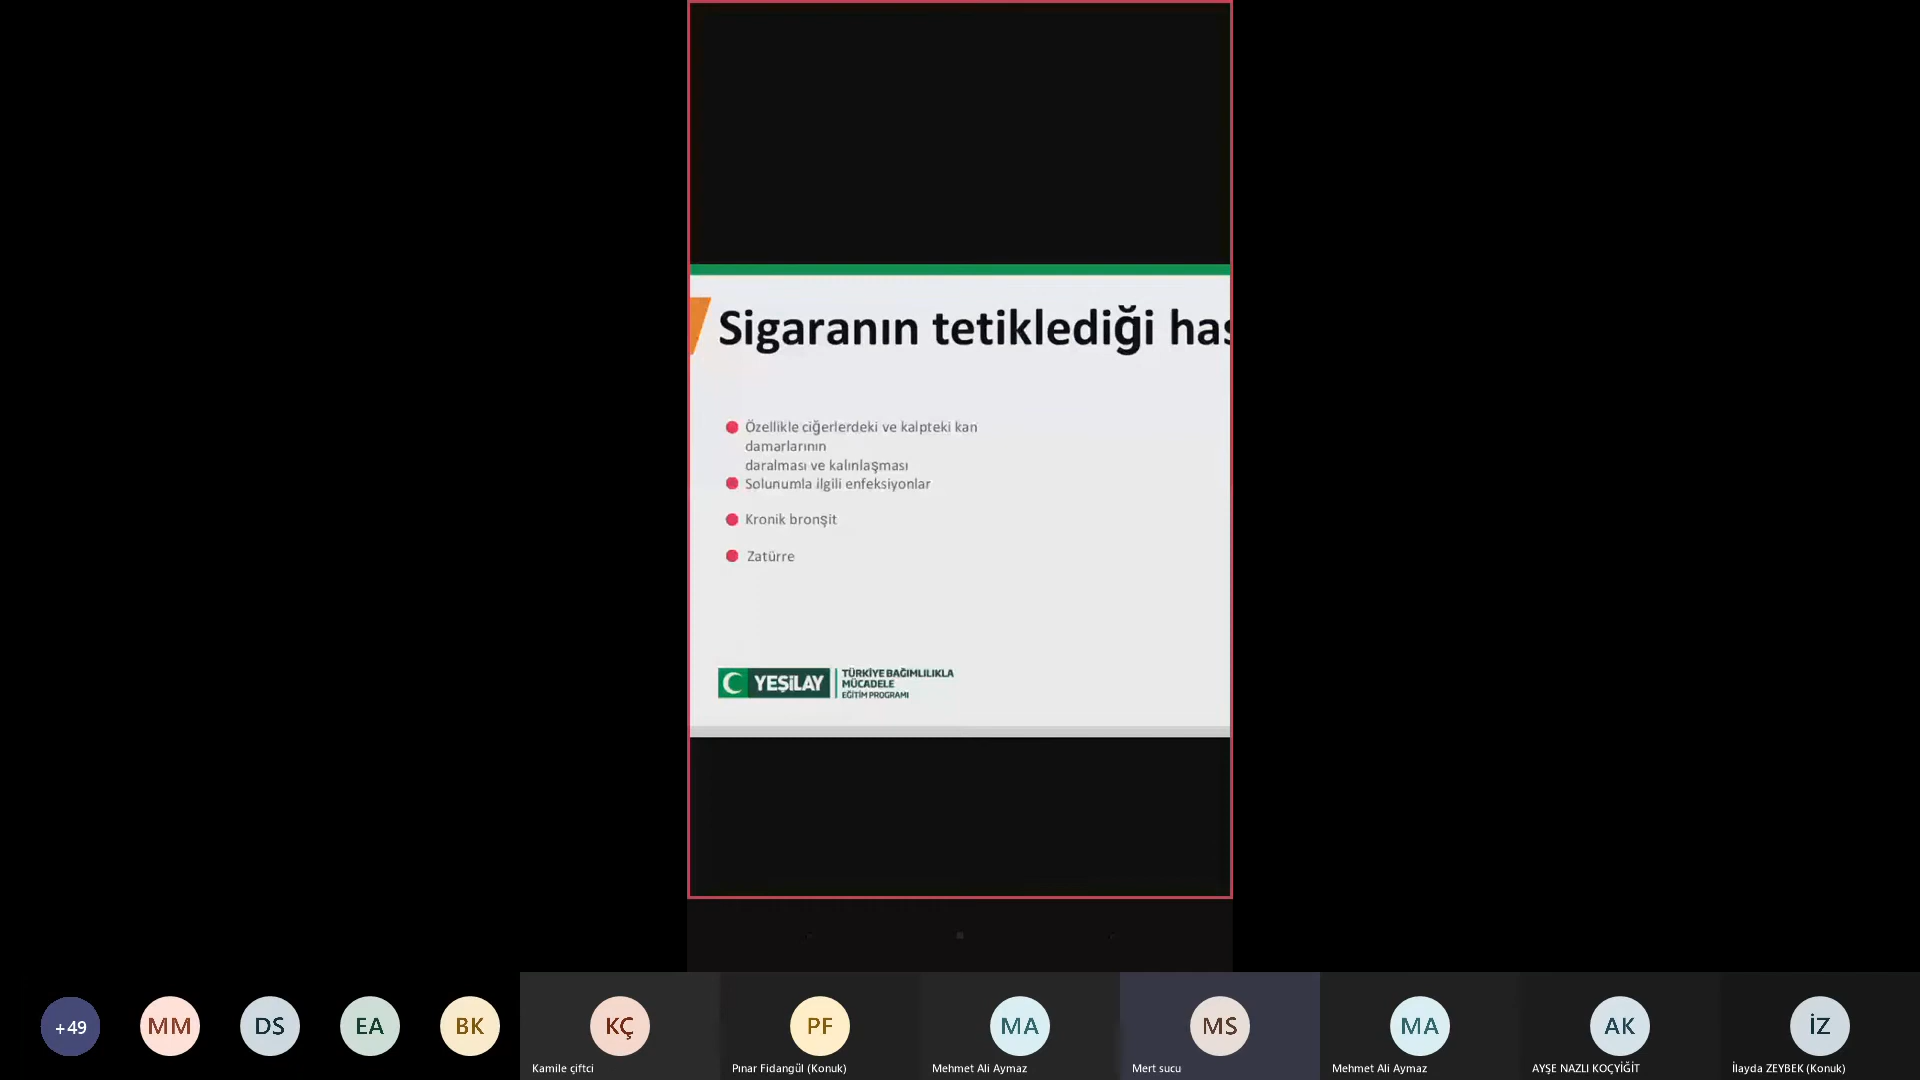 Sigaranın tetiklediği has
Özellikle ciğerlerdeki ve kalpteki kan
damarlarının
daralması ve kalınlaşması
Solunumla ilgili enfeksiyonlar
Kronik bronşit
Zatürre
YEŞİLAY
TÜRKİYE BAĞIMLILIKLA
MÜCADELE
EĞİTİM PROGRAMI
+49
MM
DS
EA
BK
KÇ
PF
MA
MS
MA
AK
İZ
Kamile çiftci
Pınar Fidangül (Konuk)
Mehmet Ali Aymaz
Mert sucu
Mehmet Ali Aymaz
AYŞE NAZLI KOÇYİĞİT
İlayda ZEYBEK (Konuk)